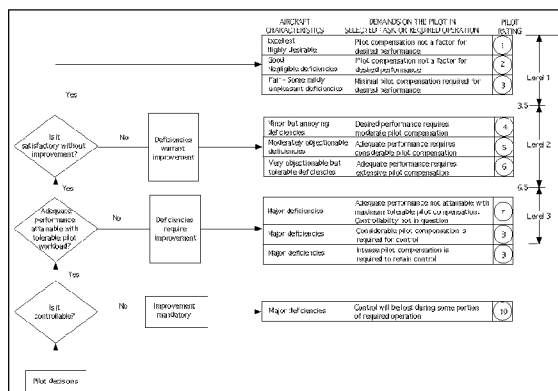 AIRCRAFT CHARACTERISTICS
DEMANDS ON THE PILOT IN
SELECTED TASK OR REQUIRED OPERATION
PILOT RATING
Excellent
Highly desirable
Pilot compensation not a factor for
desired performance
1
Good
Negligible deficiencies
Pilot compensation not a factor for
desired performance
2
Fair - Some mildly
unpleasant deficiencies
Minimal pilot compensation required for
desired performance
3
Level 1
3.5
Yes
Is it
satisfactory without
improvement?
No
Deficiencies
warrant
improvement
Minor but annoying
deficiencies
Desired performance requires
moderate pilot compensation
4
Moderately objectionable
deficiencies
Adequate performance requires
considerable pilot compensation
5
Very objectionable but
tolerable deficiencies
Adequate performance requires
extensive pilot compensation
6
Level 2
6.5
Yes
Adequate
performance
attainable with
tolerable pilot
workload?
No
Deficiencies
require
improvement
Major deficiencies
Adequate performance not attainable with
maximum tolerable pilot compensation.
Controllability not in question
7
Major deficiencies
Considerable pilot compensation is
required for control
8
Major deficiencies
Intense pilot compensation is
required to retain control
9
Level 3
Yes
Is it
controllable?
No
Improvement
mandatory
Major deficiencies
Control will be lost during some portion
of required operation
10
Pilot decisions